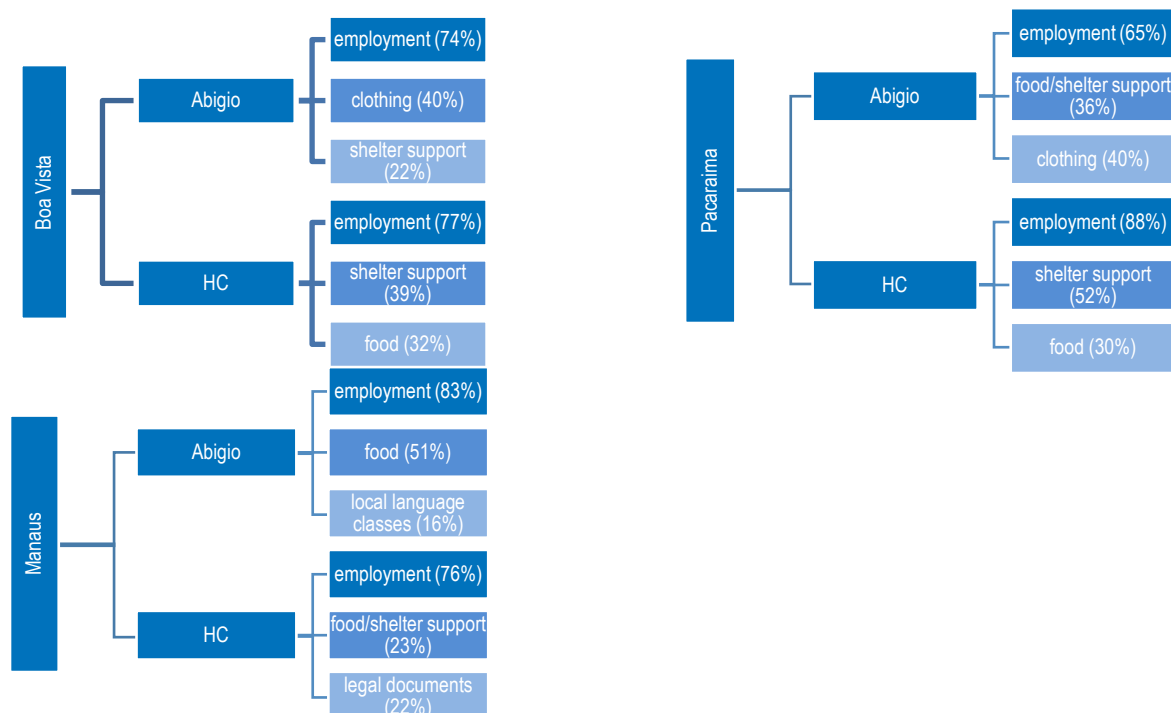 Boa Vista
Abigio
employment (74%)
clothing (40%)
shelter support
(22%)
HC
employment (77%)
shelter support
(39%)
food (32%)
Manaus
Abigio
employment (83%)
food (51%)
local language
classes (16%)
HC
employment (76%)
food/shelter support
(23%)
legal documents
(22%)
Pacaraima
Abigio
employment (65%)
food/shelter support
(36%)
clothing (40%)
HC
employment (88%)
shelter support
(52%)
food (30%)